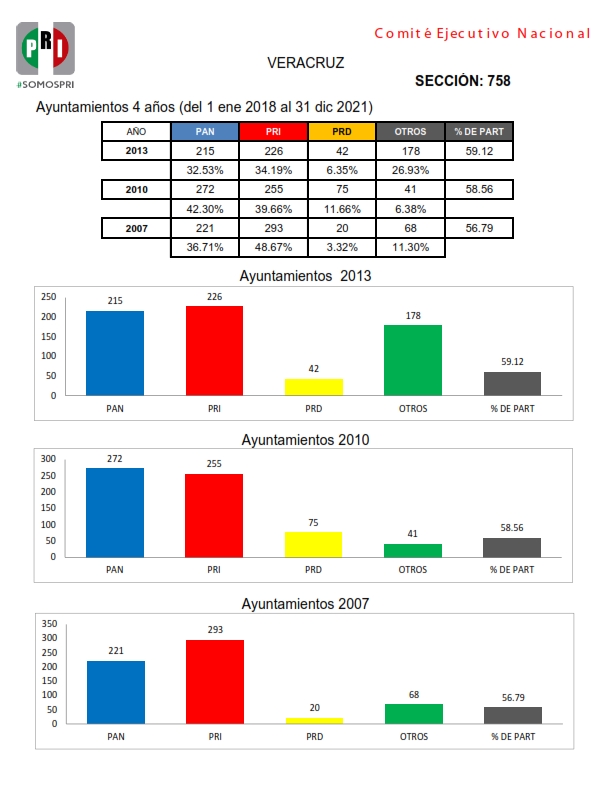 Comité Ejecutivo Nacional
PRI
#SOMOSPRI
VERACRUZ
SECCIÓN: 758
Ayuntamientos 4 años (del 1 ene 2018 al 31 dic 2021)
AÑO PAN PRI PRD OTROS % DE PART
2013 215 226 42 178 59.12
32.53% 34.19% 6.35% 26.93%
2010 272 255 75 41 58.56
42.30% 39.66% 11.66% 6.38%
2007 221 293 20 68 56.79
36.71% 48.67% 3.32% 11.30%
Ayuntamientos 2013
250
200
150
100
50
0
215 226 42 178 59.12
PAN PRI PRD OTROS % DE PART
Ayuntamientos 2010
300
250
200
150
100
50
0
272 255 75 41 58.56
PAN PRI PRD OTROS % DE PART
Ayuntamientos 2007
350
300
250
200
150
100
50
0
221 293 20 68 56.79
PAN PRI PRD OTROS % DE PART